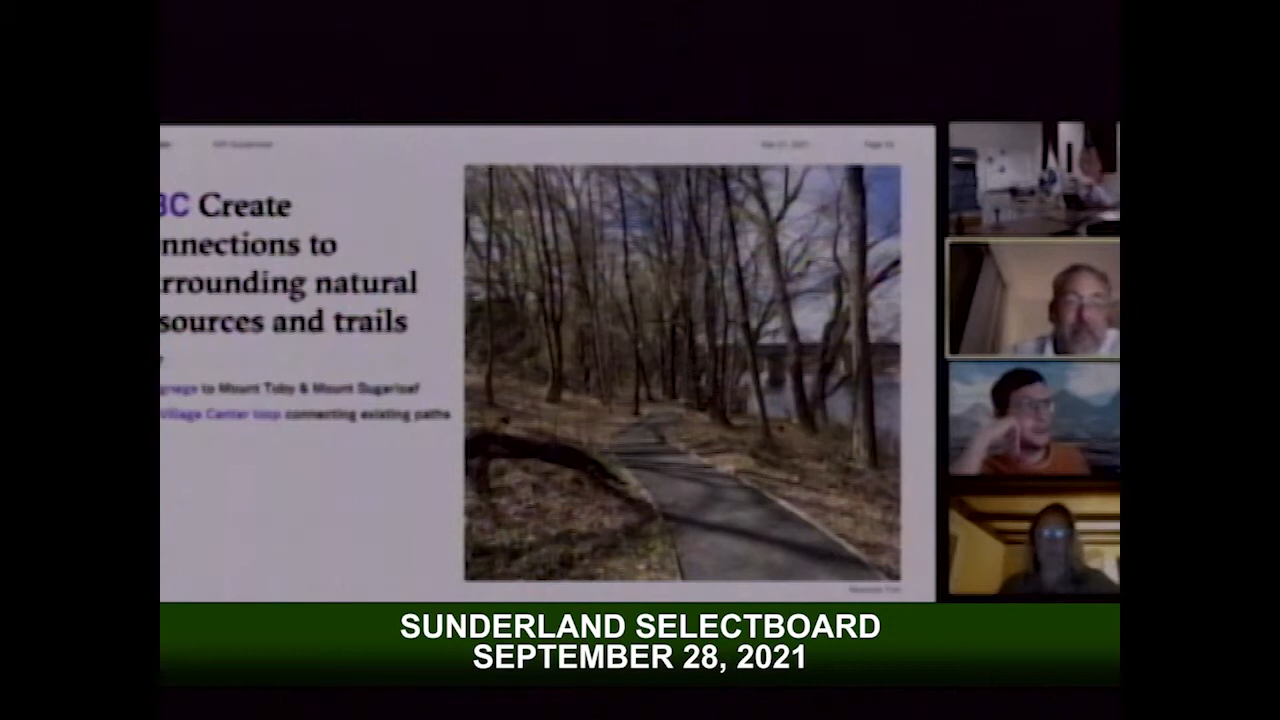 3C Create
nnections to
rrounding natural
sources and trails
to Mount Toby & Mount Sugarloaf
Village Center loop connecting existing paths
SUNDERLAND SELECTBOARD
SEPTEMBER 28, 2021